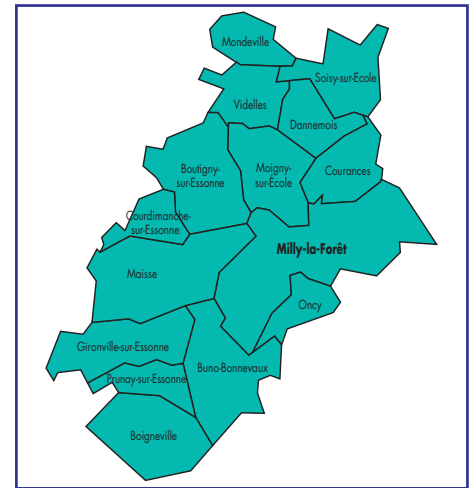 Mondeville
Soisy-sur-Ecole
Videlles
Dannemois
Boutigny-
sur-Essonne
Moigny-
sur-École
Courances
Courdimanche-
sur-Essonne
Milly-la-Forêt
Maisse
Oncy
Gironville-sur-Essonne
Buno-Bonnevaux
Prunay-sur-Essonne
Boigneville